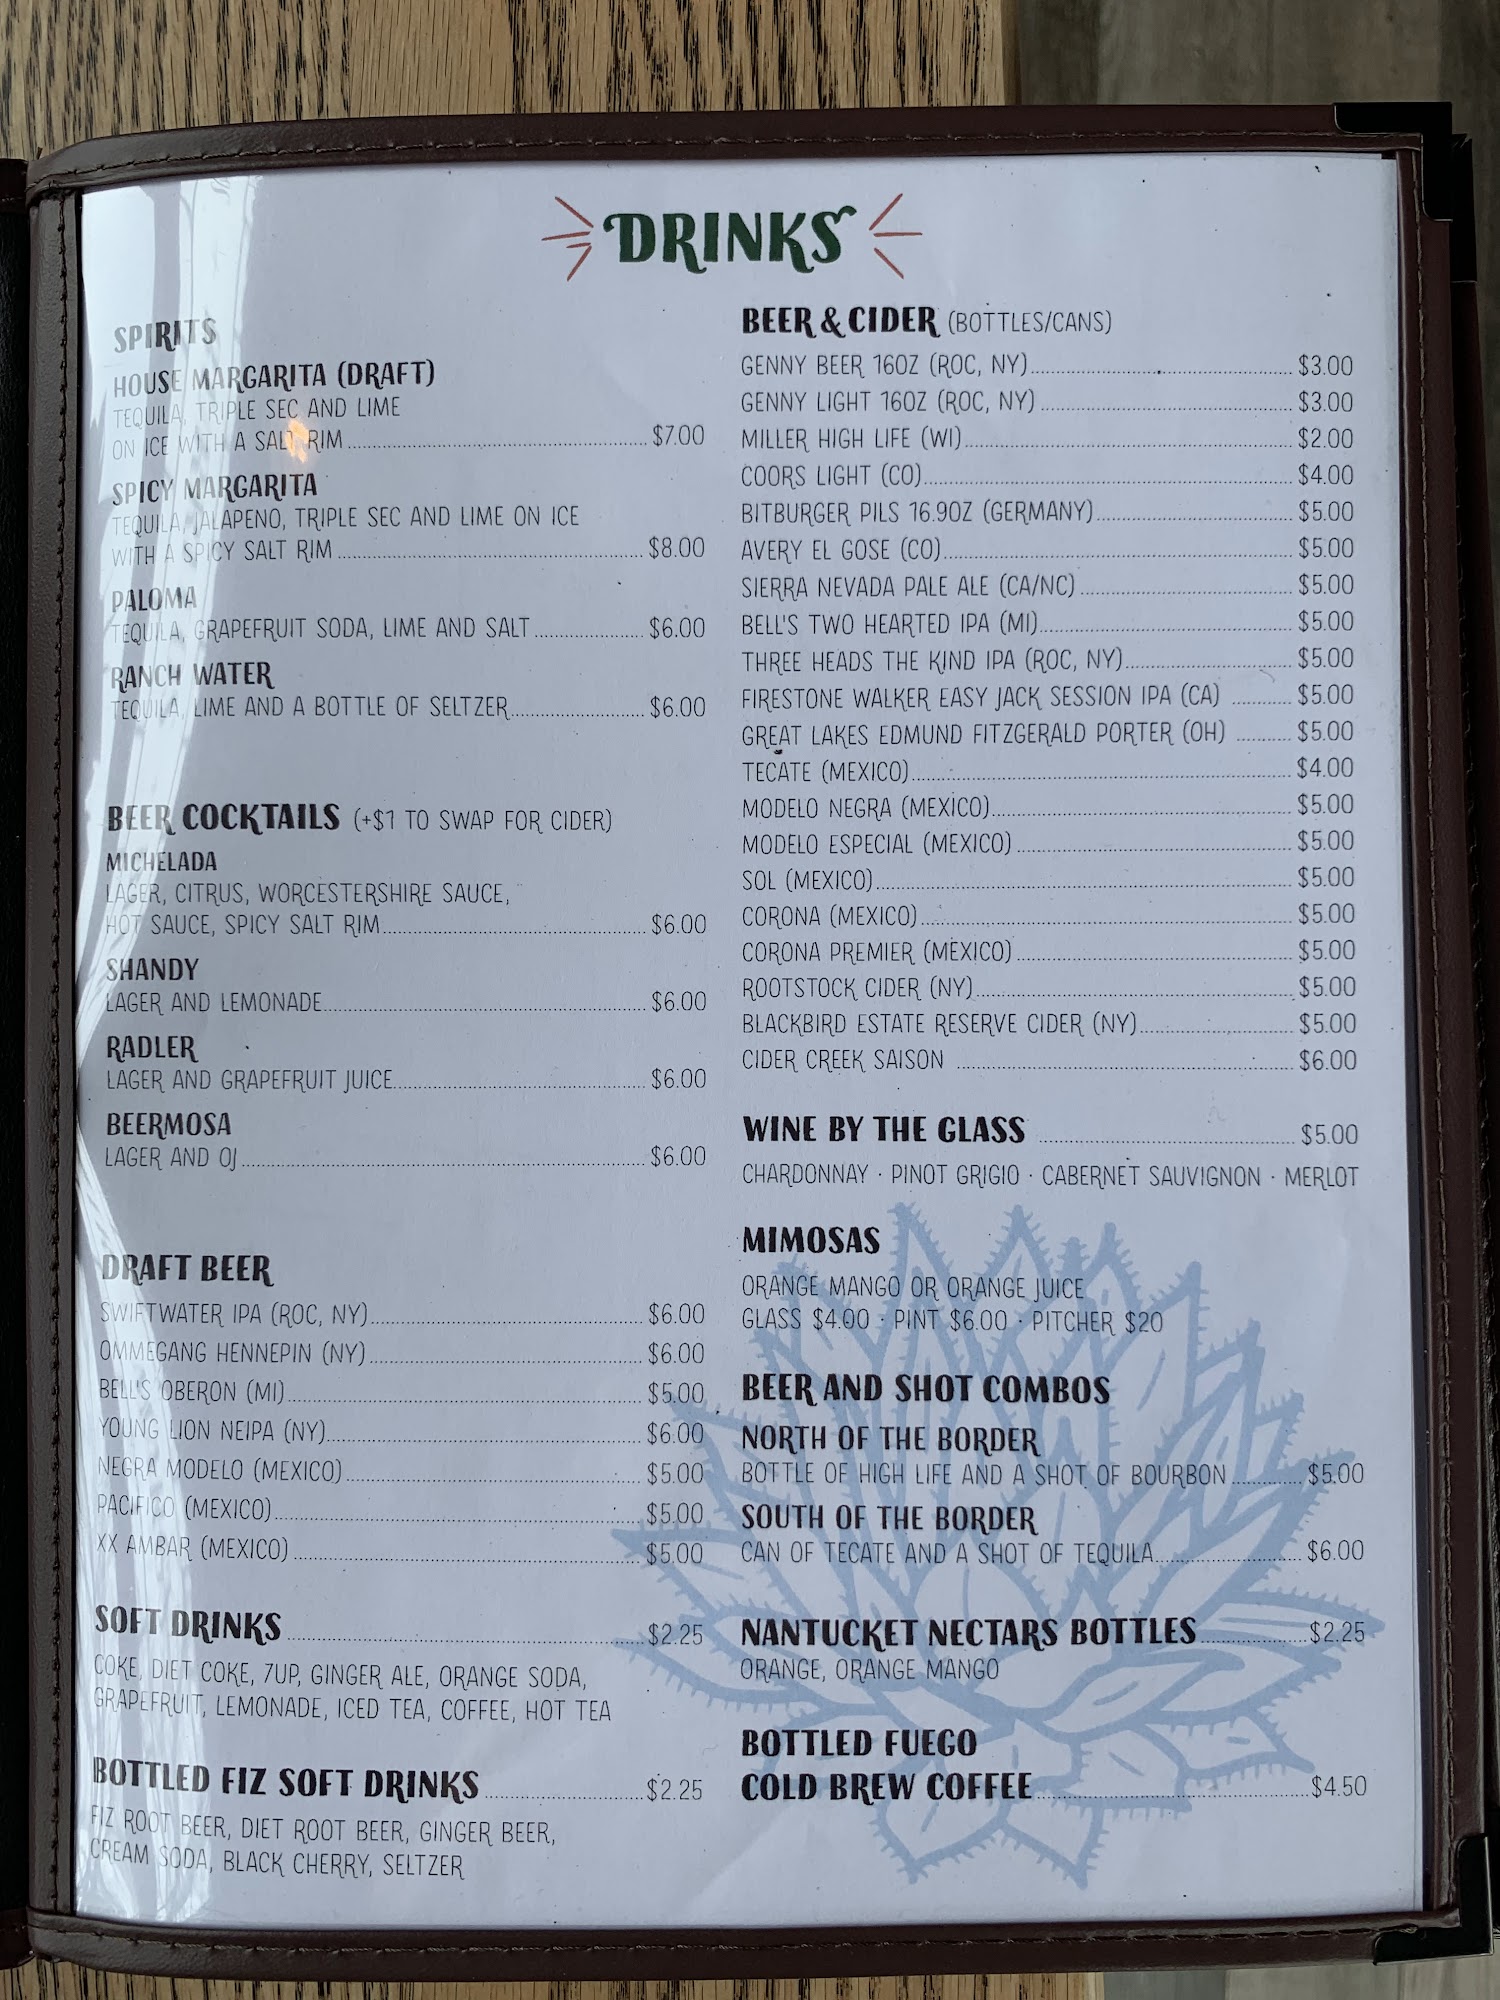 DRINKS
SPIRITS
HOUSE MARGARITA (DRAFT)
TEQUILA, TRIPLE SEC AND LIME
ON ICE WITH A SALT RIM $7.00
SPICY MARGARITA
TEQUILA, JALAPENO, TRIPLE SEC AND LIME ON ICE
WITH A SPICY SALT RIM $8.00
PALOMA
TEQUILA, GRAPEFRUIT SODA, LIME AND SALT $6.00
RANCH WATER
TEQUILA, LIME AND A BOTTLE OF SELTZER $6.00
BEER COCKTAILS (+$1 TO SWAP FOR CIDER)
MICHELADA
LAGER, CITRUS, WORCESTERSHIRE SAUCE,
HOT SAUCE, SPICY SALT RIM $6.00
SHANDY
LAGER AND LEMONADE $6.00
RADLER
LAGER AND GRAPEFRUIT JUICE $6.00
BEERMOSA
LAGER AND OJ $6.00
DRAFT BEER
SWIFTWATER IPA (ROC, NY) $6.00
OMMEGANG HENNEPIN (NY) $6.00
BELL'S OBERON (MI) $5.00
YOUNG LION NEIPA (NY) $6.00
NEGRA MODELO (MEXICO) $5.00
PACIFICO (MEXICO) $5.00
XX AMBAR (MEXICO) $5.00
SOFT DRINKS $2.25
COKE, DIET COKE, 7UP, GINGER ALE, ORANGE SODA,
GRAPEFRUIT, LEMONADE, ICED TEA, COFFEE, HOT TEA
BOTTLED FIZ SOFT DRINKS $2.25
FIZ ROOT BEER, DIET ROOT BEER, GINGER BEER,
CREAM SODA, BLACK CHERRY, SELTZER
BEER & CIDER (BOTTLES/CANS)
GENNY BEER 16OZ (ROC, NY) $3.00
GENNY LIGHT 16OZ (ROC, NY) $3.00
MILLER HIGH LIFE (WI) $2.00
COORS LIGHT (CO) $4.00
BITBURGER PILS 16.9OZ (GERMANY) $5.00
AVERY EL GOSE (CO) $5.00
SIERRA NEVADA PALE ALE (CA/NC) $5.00
BELL'S TWO HEARTED IPA (MI) $5.00
THREE HEADS THE KIND IPA (ROC, NY) $5.00
FIRESTONE WALKER EASY JACK SESSION IPA (CA) $5.00
GREAT LAKES EDMUND FITZGERALD PORTER (OH) $5.00
TECATE (MEXICO) $4.00
MODELO NEGRA (MEXICO) $5.00
MODELO ESPECIAL (MEXICO) $5.00
SOL (MEXICO) $5.00
CORONA (MEXICO) $5.00
CORONA PREMIER (MEXICO) $5.00
ROOTSTOCK CIDER (NY) $5.00
BLACKBIRD ESTATE RESERVE CIDER (NY) $5.00
CIDER CREEK SAISON $6.00
WINE BY THE GLASS $5.00
CHARDONNAY · PINOT GRIGIO · CABERNET SAUVIGNON · MERLOT
MIMOSAS
ORANGE MANGO OR ORANGE JUICE
GLASS $4.00 · PINT $6.00 · PITCHER $20
BEER AND SHOT COMBOS
NORTH OF THE BORDER
BOTTLE OF HIGH LIFE AND A SHOT OF BOURBON $5.00
SOUTH OF THE BORDER
CAN OF TECATE AND A SHOT OF TEQUILA $6.00
NANTUCKET NECTARS BOTTLES $2.25
ORANGE, ORANGE MANGO
BOTTLED FUEGO
COLD BREW COFFEE $4.50